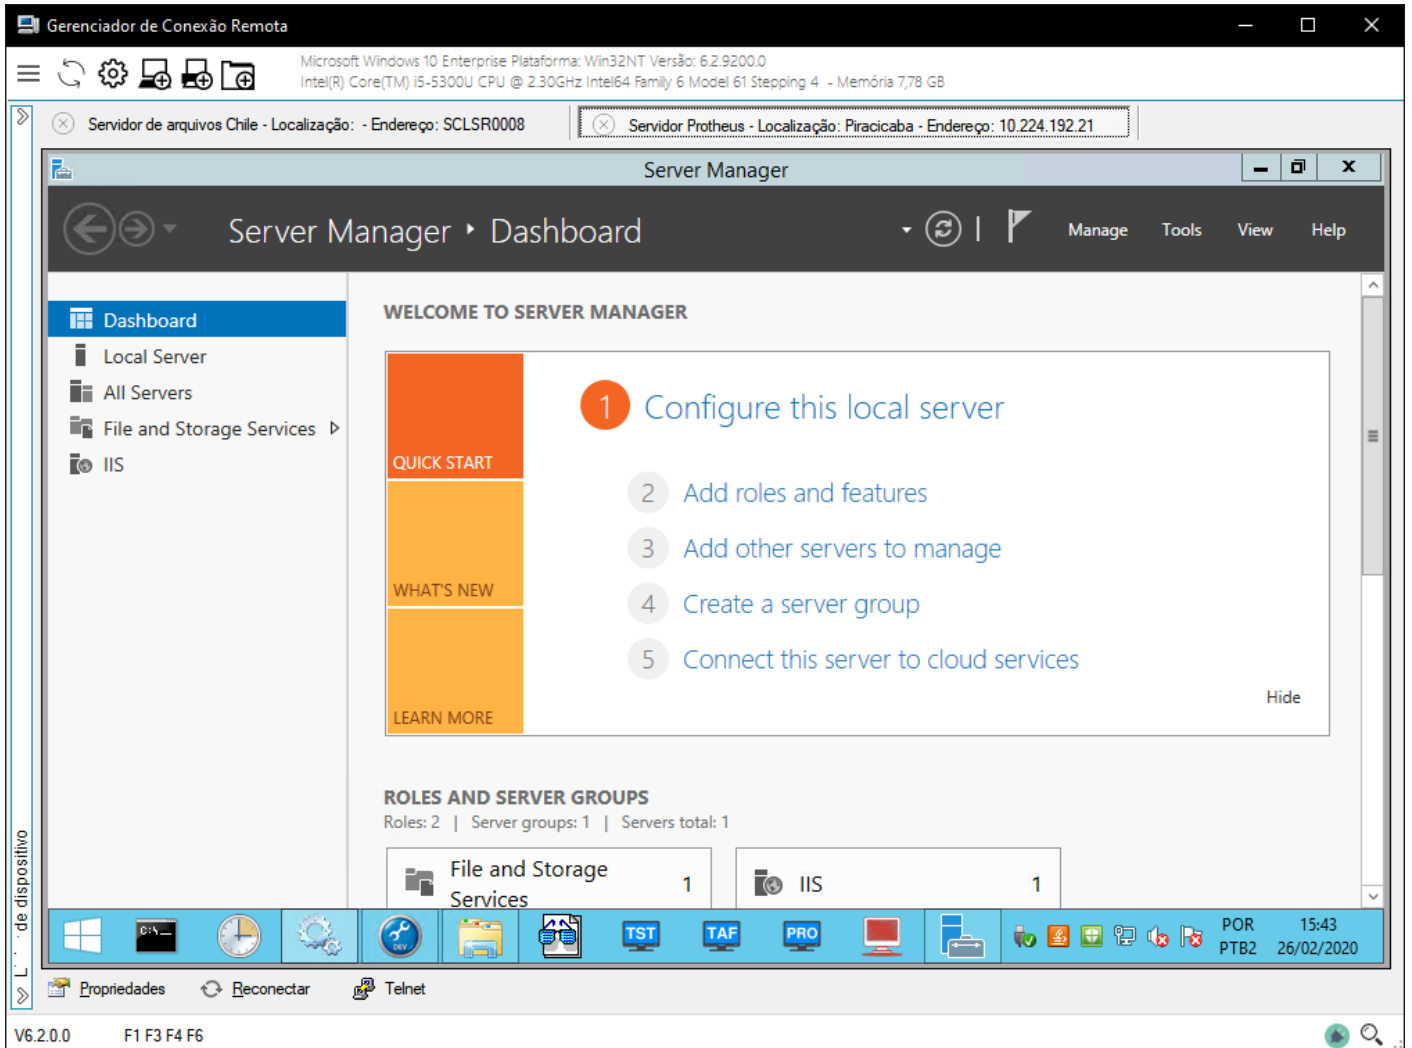 Gerenciador de Conexão Remota
Microsoft Windows 10 Enterprise Plataforma: Win32NT Versão: 6.2.9200.0
Intel(R) Core(TM) i5-5300U CPU @ 2.30GHz Intel64 Family 6 Model 61 Stepping 4 - Memória 7,78 GB
Servidor de arquivos Chile - Localização: - Endereço: SCLSR0008
Servidor Protheus - Localização: Piracicaba - Endereço: 10.224.192.21
Server Manager
Server Manager Dashboard
Manage Tools View Help
Dashboard
Local Server
All Servers
File and Storage Services
IIS
WELCOME TO SERVER MANAGER
QUICK START
WHAT'S NEW
LEARN MORE
1 Configure this local server
2 Add roles and features
3 Add other servers to manage
4 Create a server group
5 Connect this server to cloud services
Hide
ROLES AND SERVER GROUPS
Roles: 2 | Server groups: 1 | Servers total: 1
File and Storage
Services
1
IIS 1
de dispositivo
C:\_
DEV
TST
TAF
PRO
POR
PTB2
15:43
26/02/2020
Propriedades Reconectar Telnet
V6.2.0.0 F1 F3 F4 F6